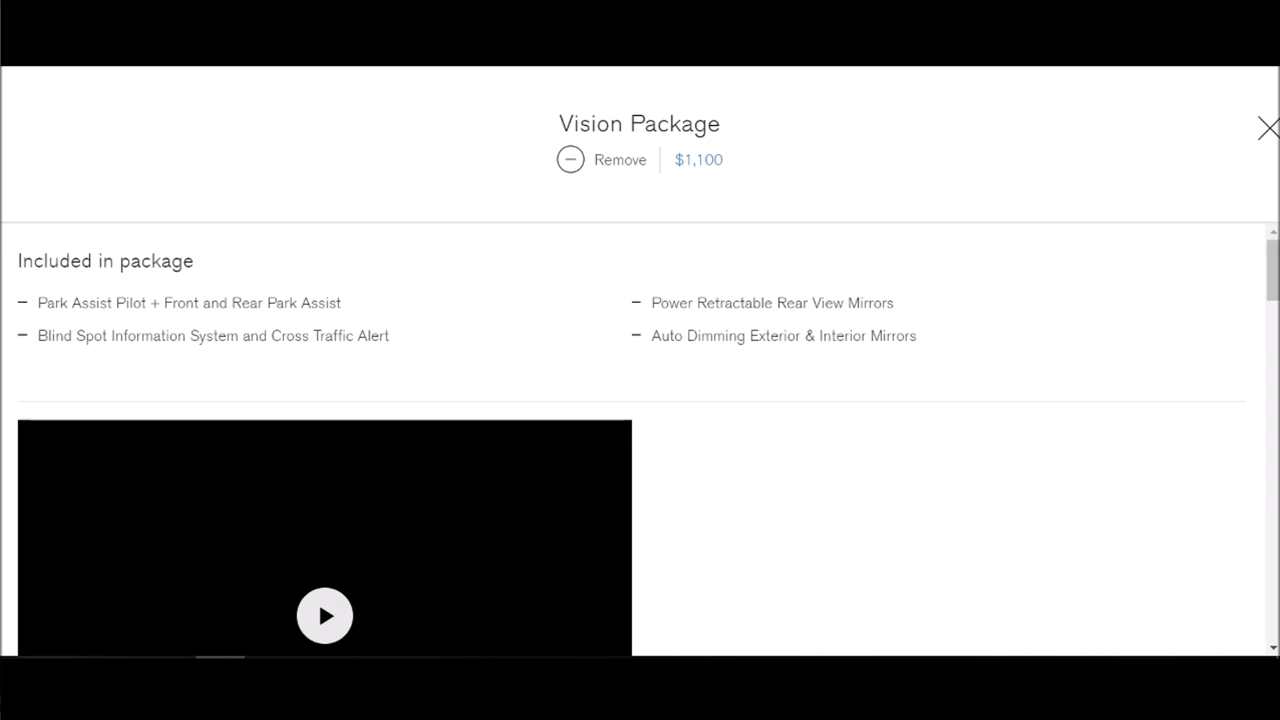 Vision Package
Remove
$1,100
Included in package
– Park Assist Pilot + Front and Rear Park Assist
– Blind Spot Information System and Cross Traffic Alert
– Power Retractable Rear View Mirrors
– Auto Dimming Exterior & Interior Mirrors